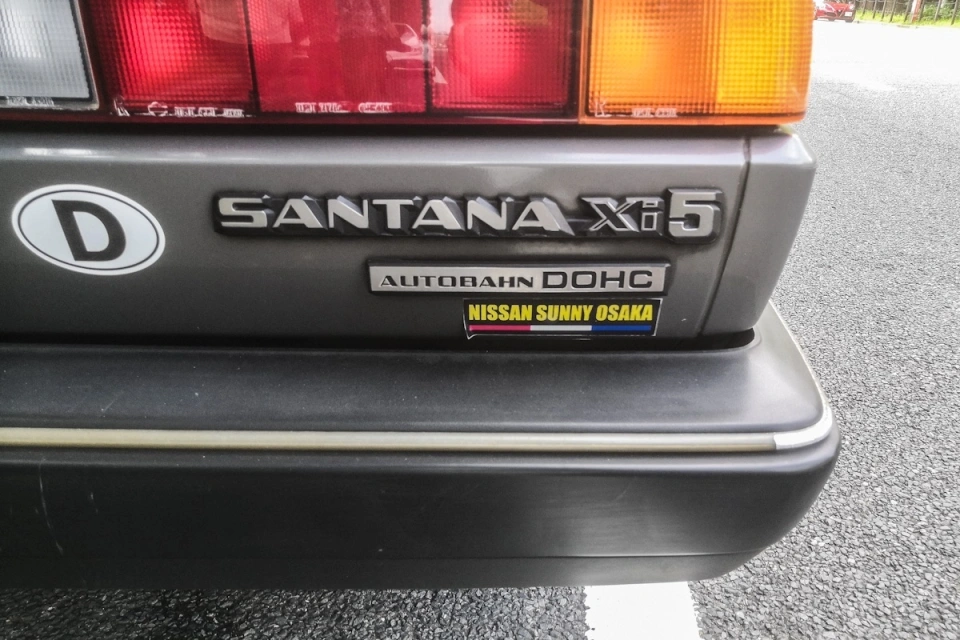 D
SANTANA Xi5
AUTOBAHN DOHC
NISSAN SUNNY OSAKA